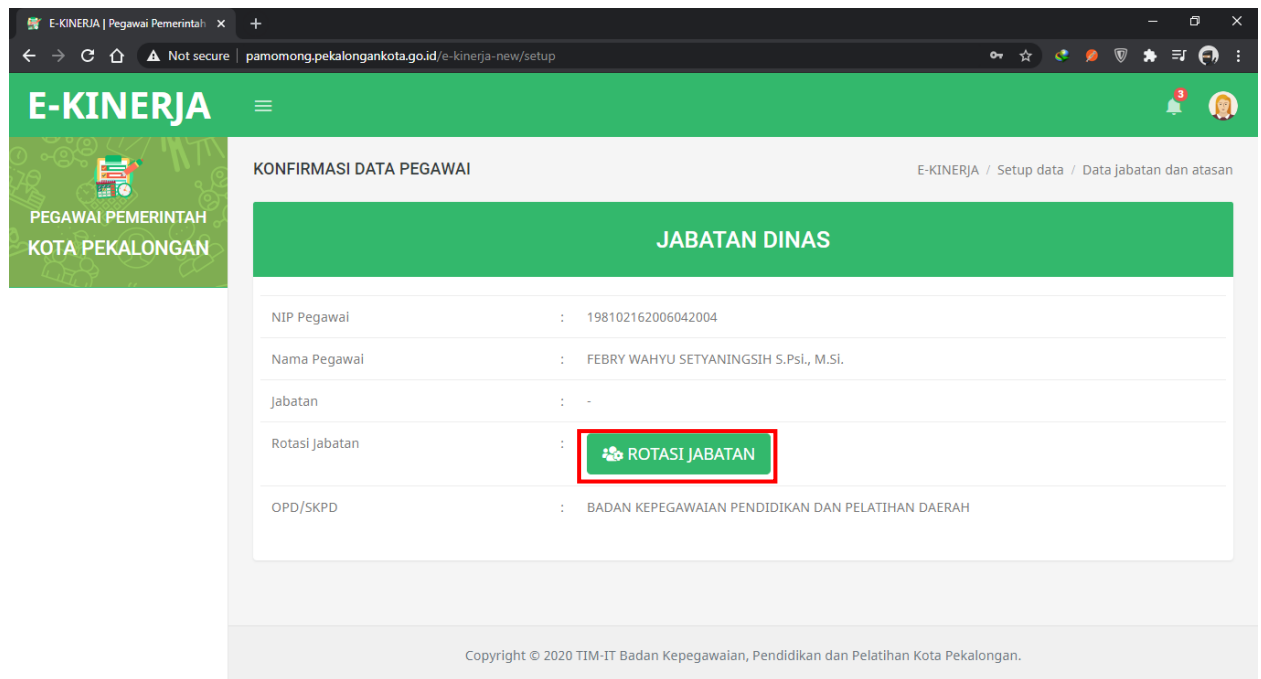 E-KINERJA | Pegawai Pemerintah
Not secure | pamomong.pekalongankota.go.id/e-kinerja-new/setup
E-KINERJA
3
PEGAWAI PEMERINTAH
KOTA PEKALONGAN
KONFIRMASI DATA PEGAWAI
E-KINERJA / Setup data / Data jabatan dan atasan
JABATAN DINAS
NIP Pegawai : 198102162006042004
Nama Pegawai : FEBRY WAHYU SETYANINGSIH S.Psi., M.Si.
Jabatan : -
Rotasi Jabatan : ROTASI JABATAN
OPD/SKPD : BADAN KEPEGAWAIAN PENDIDIKAN DAN PELATIHAN DAERAH
Copyright © 2020 TIM-IT Badan Kepegawaian, Pendidikan dan Pelatihan Kota Pekalongan.